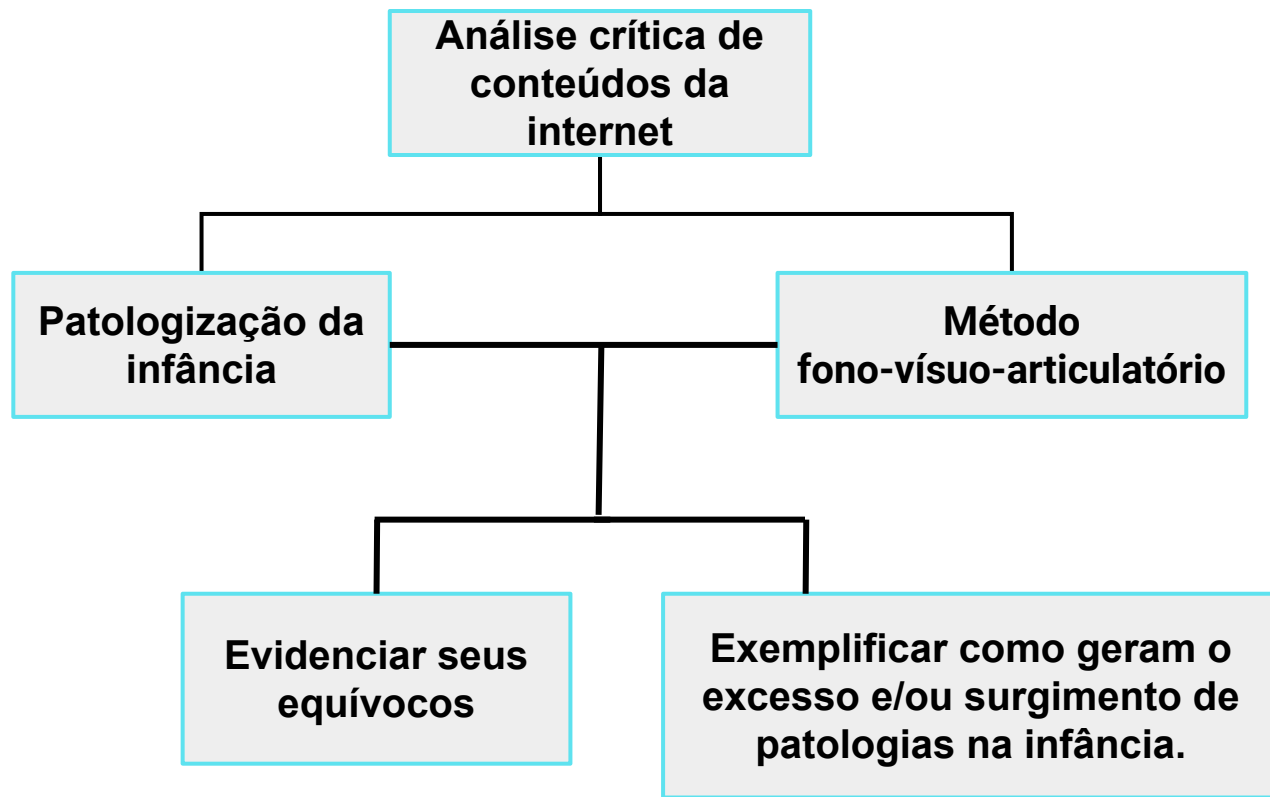 Análise crítica de
conteúdos da
internet
Patologização da
infância
Método
fono-vísuo-articulatório
Evidenciar seus
equívocos
Exemplificar como geram o
excesso e/ou surgimento de
patologias na infância.